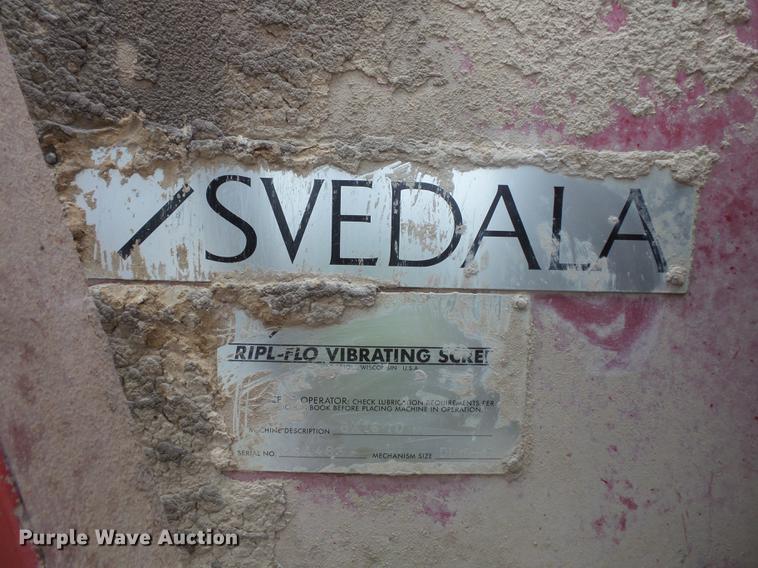 SVEDALA
RIPL-FLO VIBRATING SCREE
WISCONSIN U.S.A.
OPERATOR: CHECK LUBRICATION REQUIREMENTS PER
BOOK BEFORE PLACING MACHINE IN OPERATION.
MACHINE DESCRIPTION
SERIAL NO. MECHANISM SIZE
Purple Wave Auction